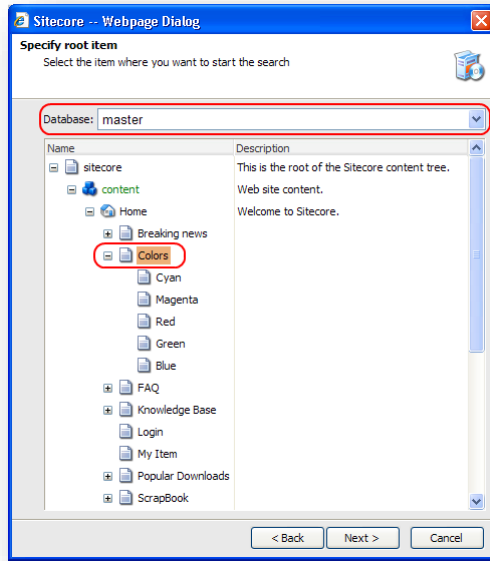 Sitecore -- Webpage Dialog
Specify root item
Select the item where you want to start the search
Database: master
Name Description
sitecore This is the root of the Sitecore content tree.
content Web site content.
Home Welcome to Sitecore.
Breaking news
Colors
Cyan
Magenta
Red
Green
Blue
FAQ
Knowledge Base
Login
My Item
Popular Downloads
ScrapBook
< Back Next > Cancel